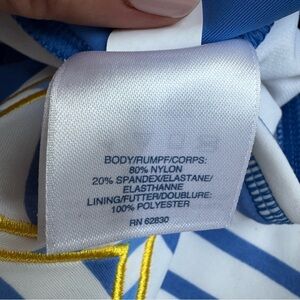 BODY/RUMPF/CORPS:
80% NYLON
20% SPANDEX/ELASTANE/
ELASTHANNE
LINING/FUTTER/DOUBLURE:
100% POLYESTER
RN 62830